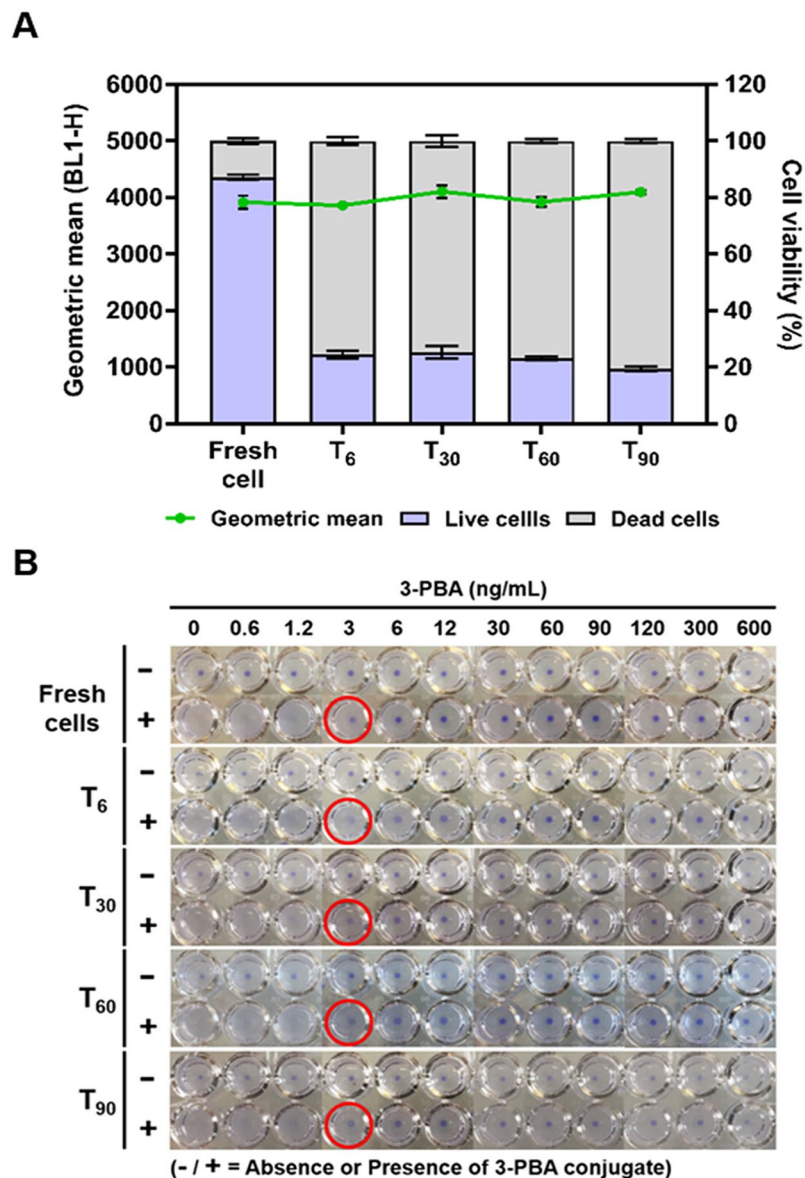 A
6000
5000
4000
3000
2000
1000
0
Geometric mean (BL1-H)
120
100
80
60
40
20
0
Cell viability (%)
Fresh cell T6 T30 T60 T90
Geometric mean Live cellls Dead cells
B
3-PBA (ng/mL)
0 0.6 1.2 3 6 12 30 60 90 120 300 600
Fresh cells
−
+
T6
−
+
T30
−
+
T60
−
+
T90
−
+
(- / + = Absence or Presence of 3-PBA conjugate)